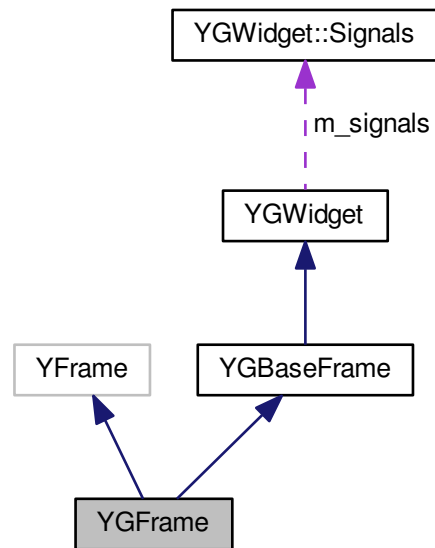 YGWidget::Signals
m_signals
YGWidget
YFrame
YGBaseFrame
YGFrame